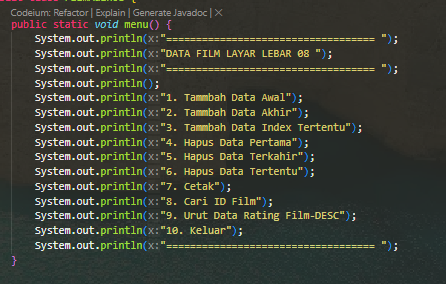 Codeium: Refactor | Explain | Generate Javadoc | ×
public static void menu() {
System.out.println(x:"=================================== ");
System.out.println(x:"DATA FILM LAYAR LEBAR 08 ");
System.out.println(x:"=================================== ");
System.out.println();
System.out.println(x:"1. Tammbah Data Awal");
System.out.println(x:"2. Tammbah Data Akhir");
System.out.println(x:"3. Tammbah Data Index Tertentu");
System.out.println(x:"4. Hapus Data Pertama");
System.out.println(x:"5. Hapus Data Terkahir");
System.out.println(x:"6. Hapus Data Tertentu");
System.out.println(x:"7. Cetak");
System.out.println(x:"8. Cari ID Film");
System.out.println(x:"9. Urut Data Rating Film-DESC");
System.out.println(x:"10. Keluar");
System.out.println(x:"=================================== ");
}